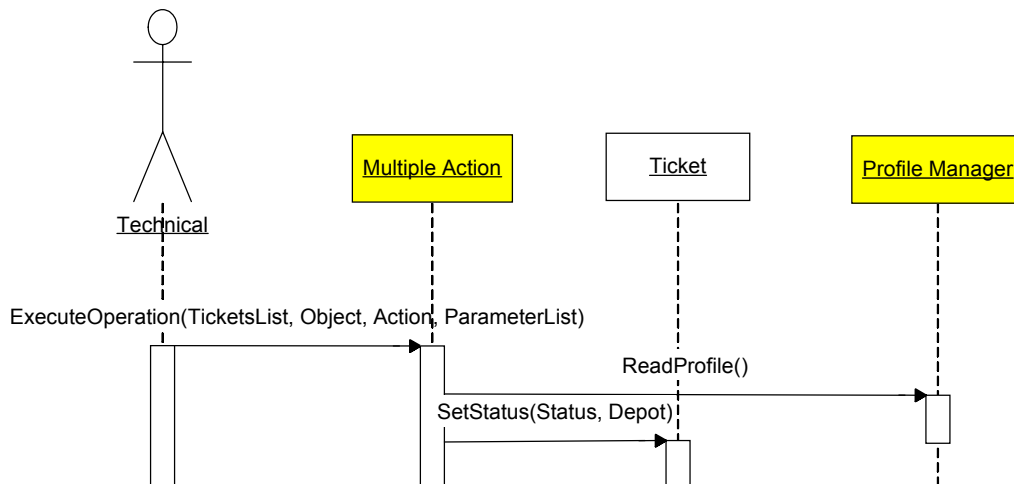 Multiple Action
Ticket
Profile Manager
Technical
ExecuteOperation(TicketsList, Object, Action, ParameterList)
ReadProfile()
SetStatus(Status, Depot)